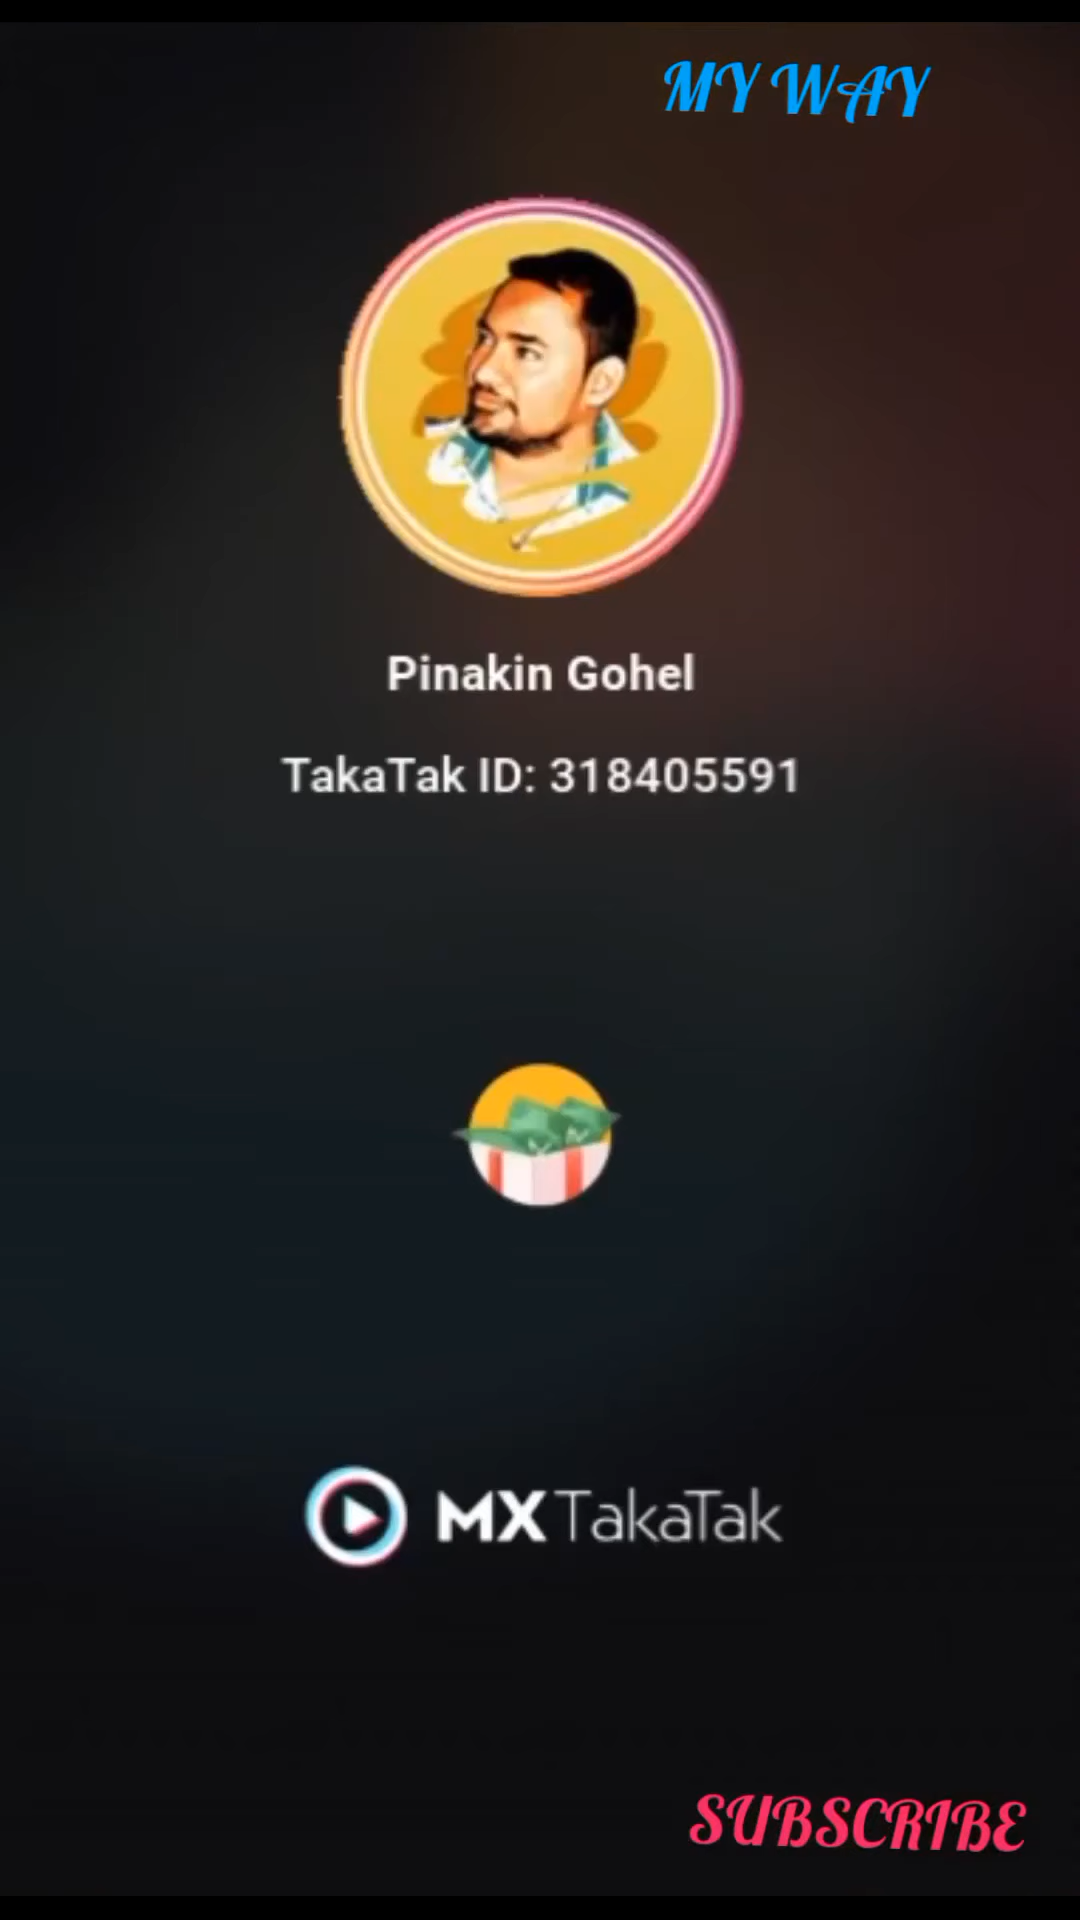 MY WAY
Pinakin Gohel
TakaTak ID: 318405591
MX TakaTak
SUBSCRIBE